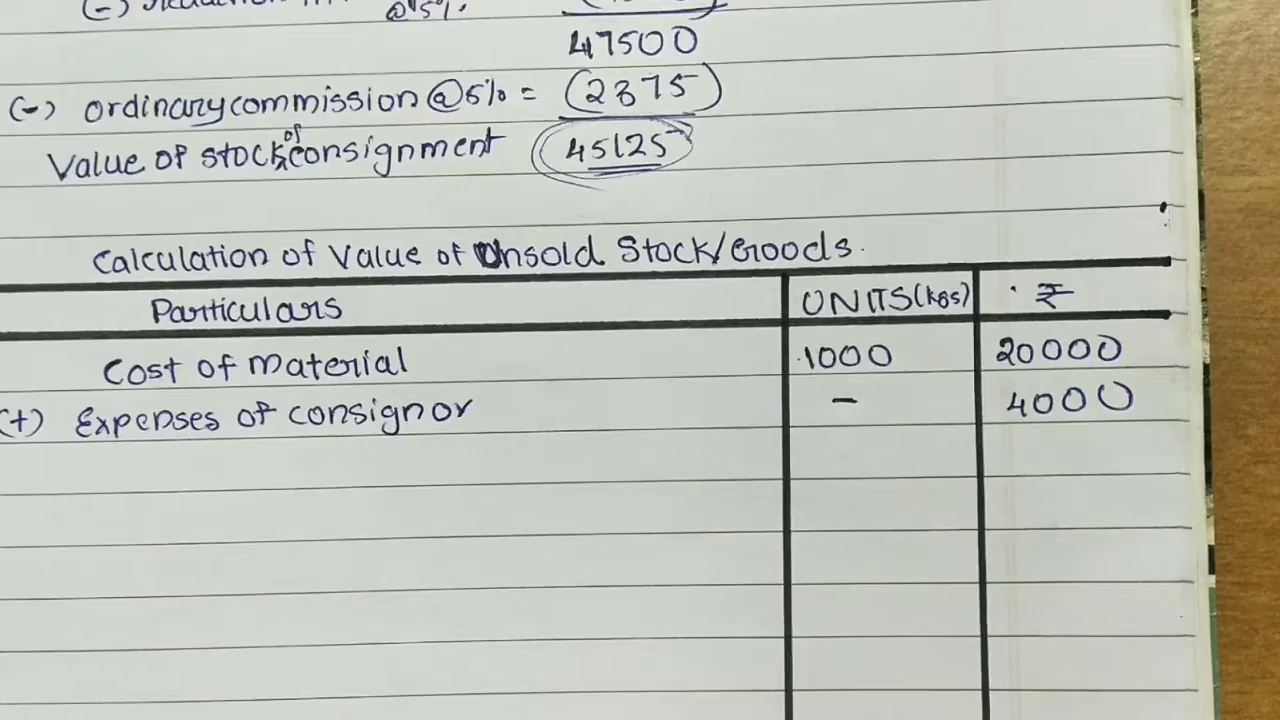 (-)
@ 5%.
47500
(-) ordinary commission @ 5% = (2375)
Value of stock of consignment 45125
Calculation of Value of Unsold Stock/Goods.
Particulars UNITS(kgs) ₹
Cost of Material 1000 20000
(+) Expenses of consignor - 4000